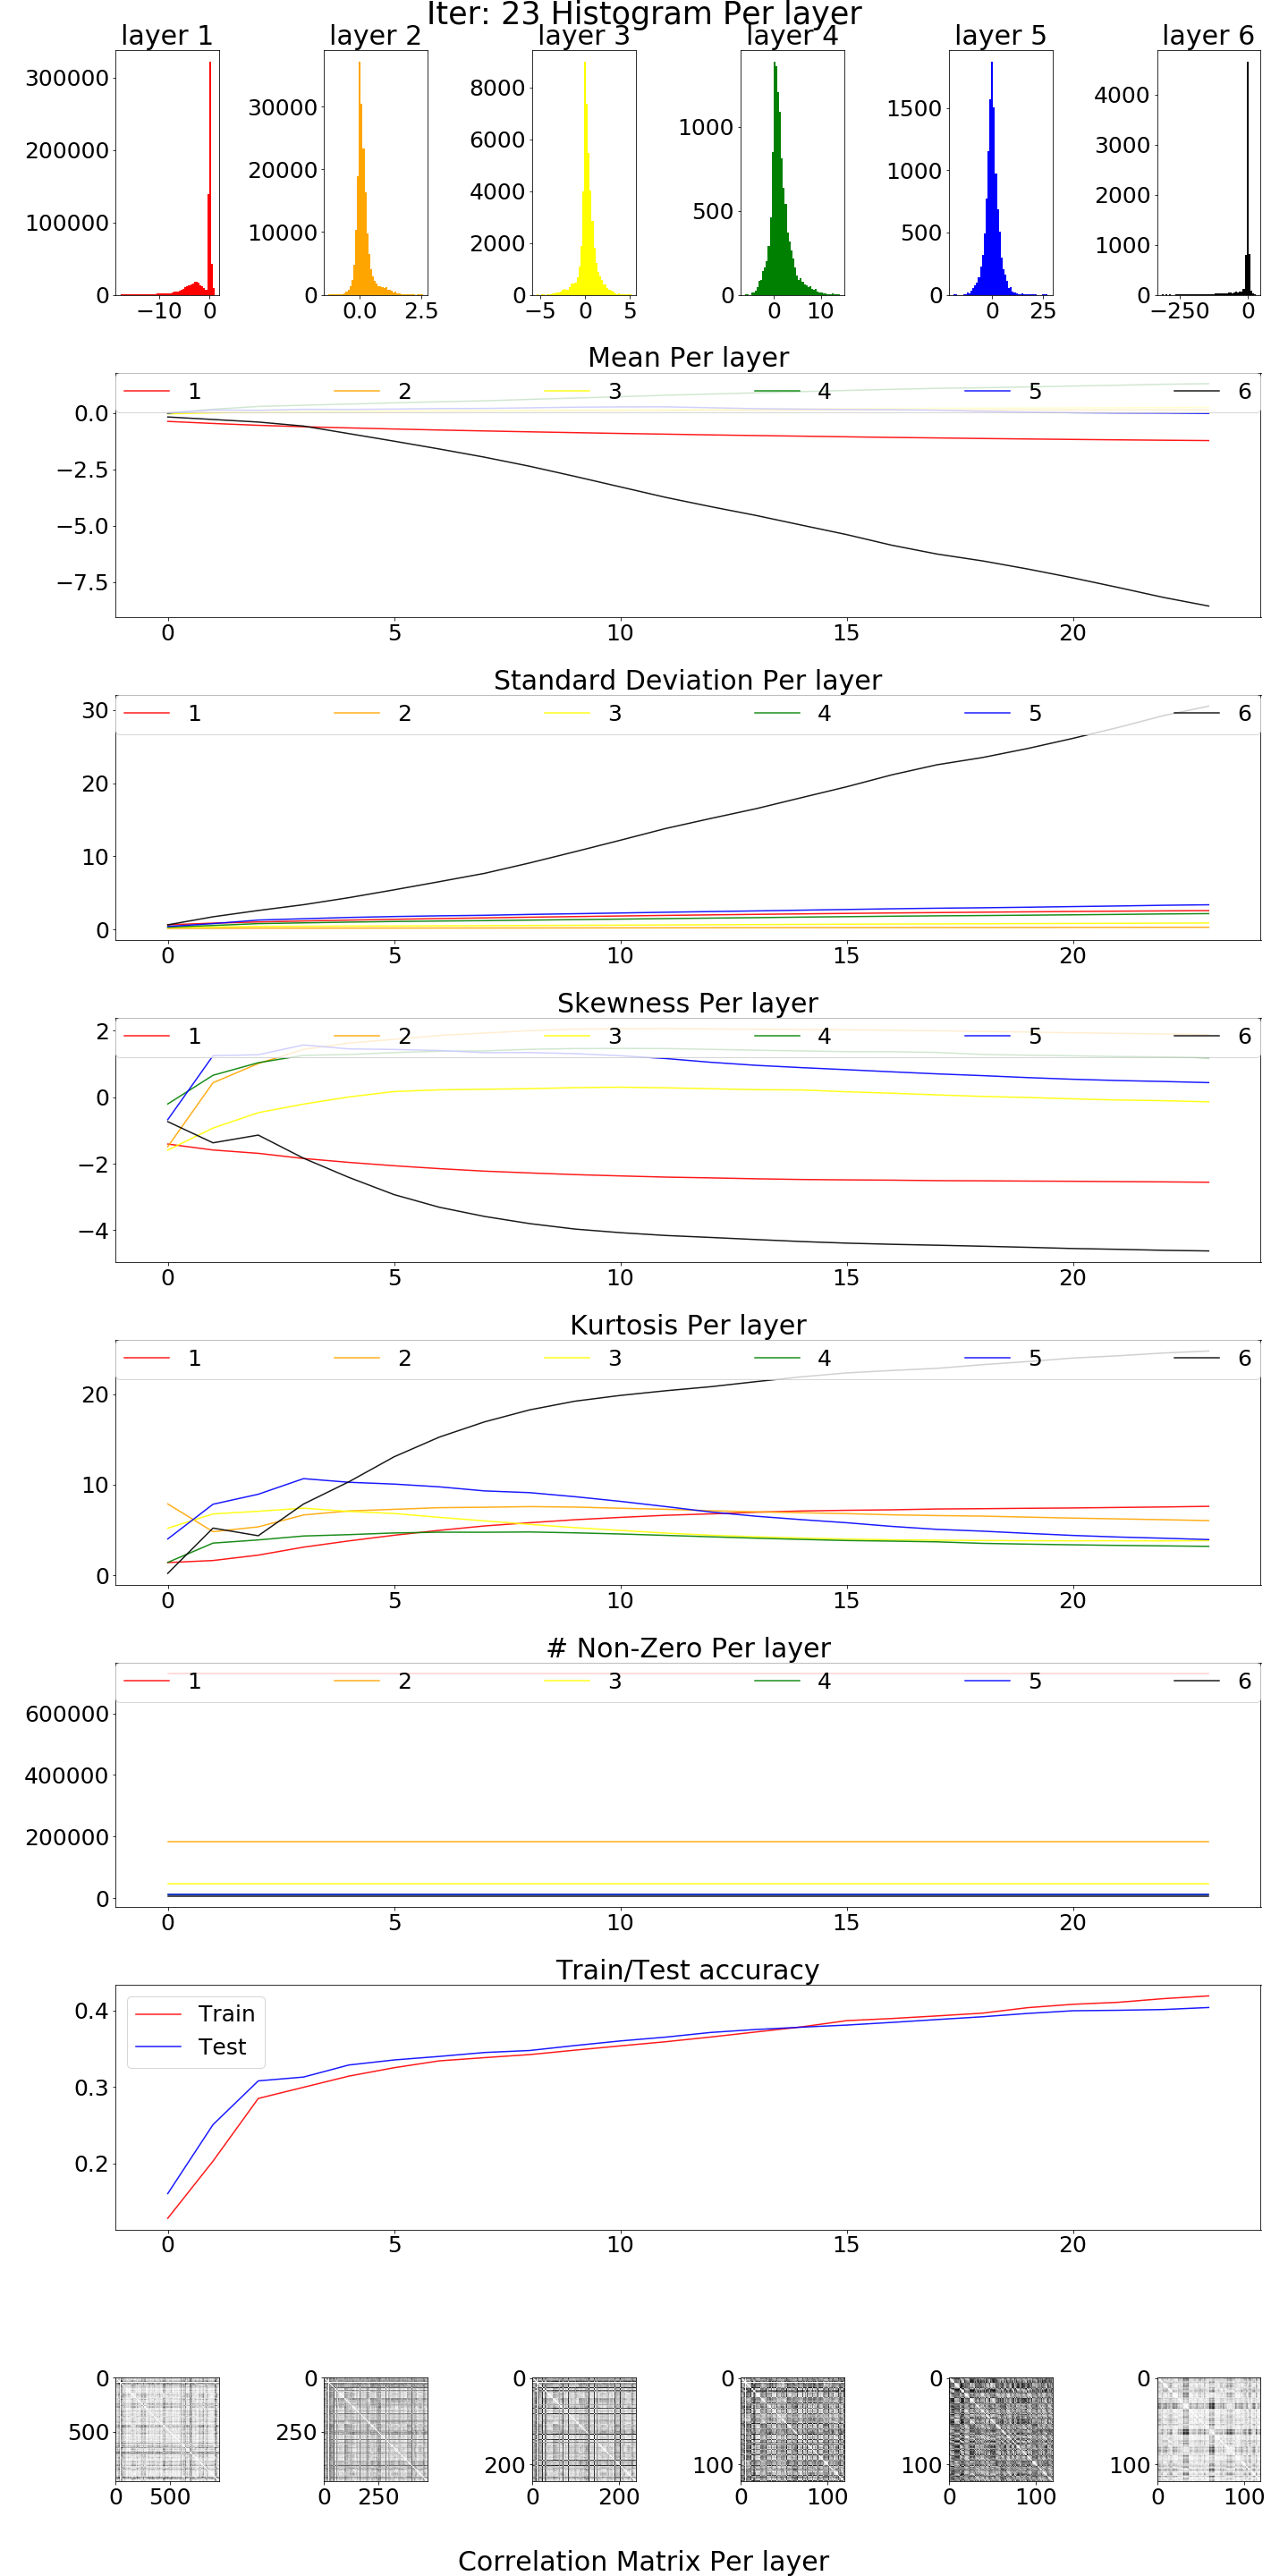 Iter: 23 Histogram Per layer
layer 1 layer 2 layer 3 layer 4 layer 5 layer 6
300000 200000 100000 0 −10 0
30000 20000 10000 0 0.0 2.5
8000 6000 4000 2000 0 −5 0 5
1000 500 0 0 10
1500 1000 500 0 0 25
4000 3000 2000 1000 0 −250 0
Mean Per layer
1 2 3 4 5 6
0.0
−2.5
−5.0
−7.5
0 5 10 15 20
Standard Deviation Per layer
1 2 3 4 5 6
30
20
10
0
0 5 10 15 20
Skewness Per layer
1 2 3 4 5 6
2
0
−2
−4
0 5 10 15 20
Kurtosis Per layer
1 2 3 4 5 6
20
10
0
0 5 10 15 20
# Non-Zero Per layer
1 2 3 4 5 6
600000
400000
200000
0
0 5 10 15 20
Train/Test accuracy
Train
Test
0.4
0.3
0.2
0 5 10 15 20
0 500 0 500
0 250 0 250
0 200 0 200
0 100 0 100
0 100 0 100
0 100 0 100
Correlation Matrix Per layer